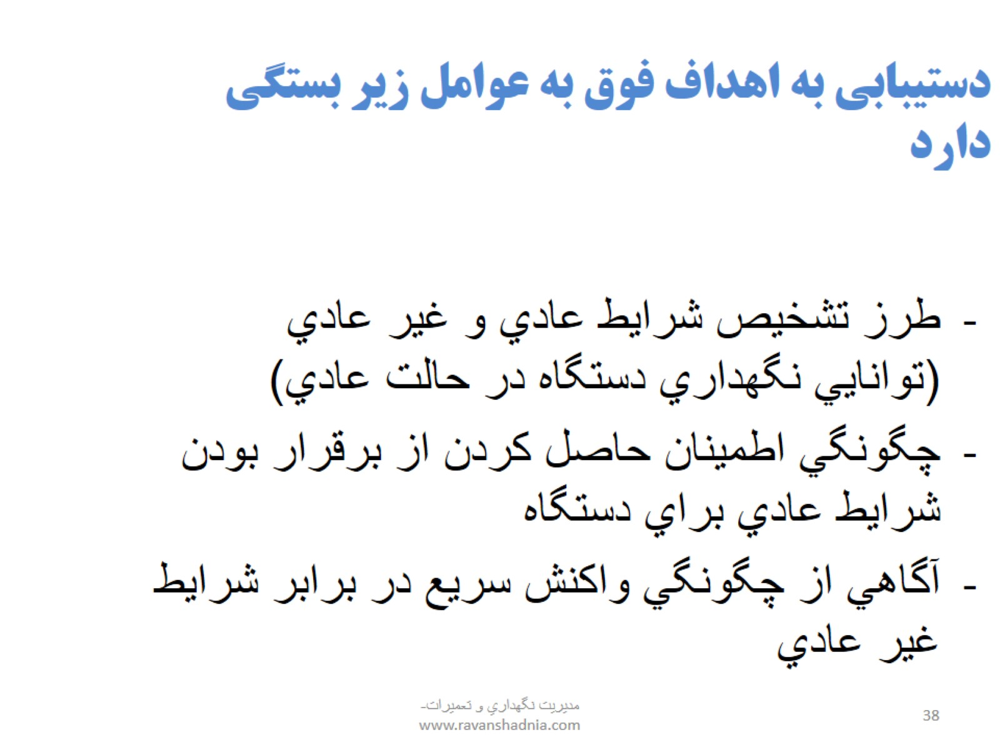 دستیبابی به اهداف فوق به عوامل زیر بستگی
دارد
- طرز تشخيص شرايط عادي و غير عادي
(توانايي نگهداري دستگاه در حالت عادي)
- چگونگي اطمينان حاصل كردن از برقرار بودن
شرايط عادي براي دستگاه
- آگاهي از چگونگي واكنش سريع در برابر شرايط
غير عادي
مديريت نگهداري و تعميرات-
www.ravanshadnia.com
38